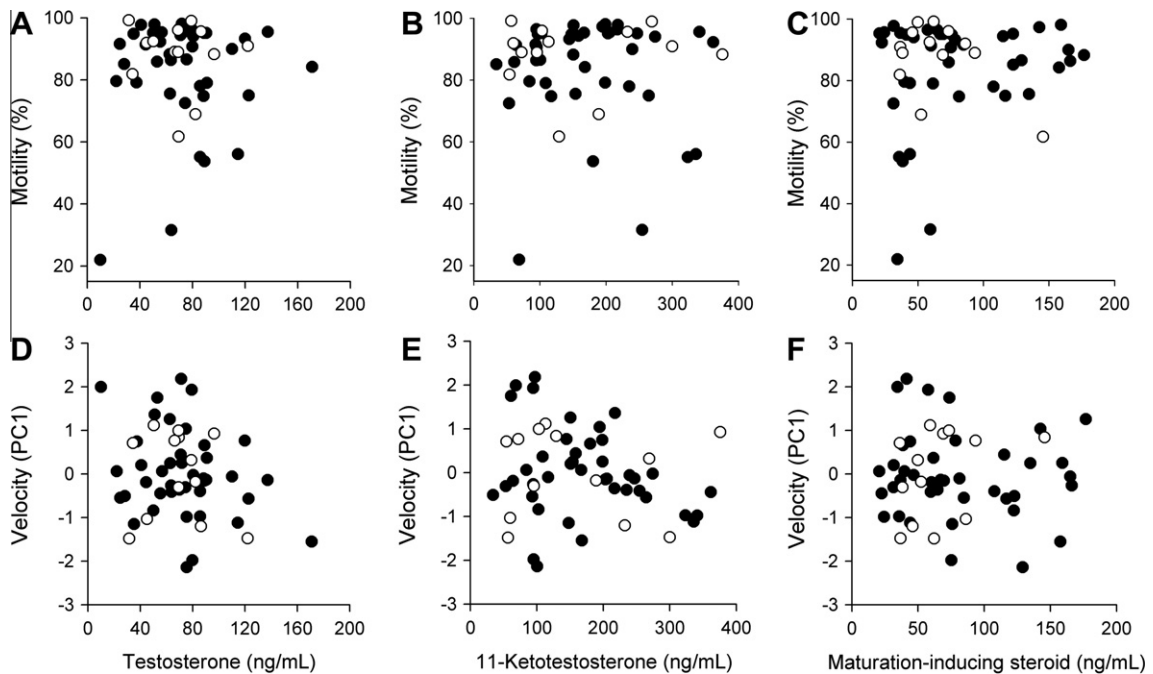 A B C
Motility (%) Motility (%) Motility (%)
100 100 100
80 80 80
60 60 60
40 40 40
20 20 20
0 40 80 120 160 200 0 100 200 300 400 0 50 100 150 200
D E F
Velocity (PC1) Velocity (PC1) Velocity (PC1)
3 3 3
2 2 2
1 1 1
0 0 0
-1 -1 -1
-2 -2 -2
-3 -3 -3
0 40 80 120 160 200 0 100 200 300 400 0 50 100 150 200
Testosterone (ng/mL) 11-Ketotestosterone (ng/mL) Maturation-inducing steroid (ng/mL)